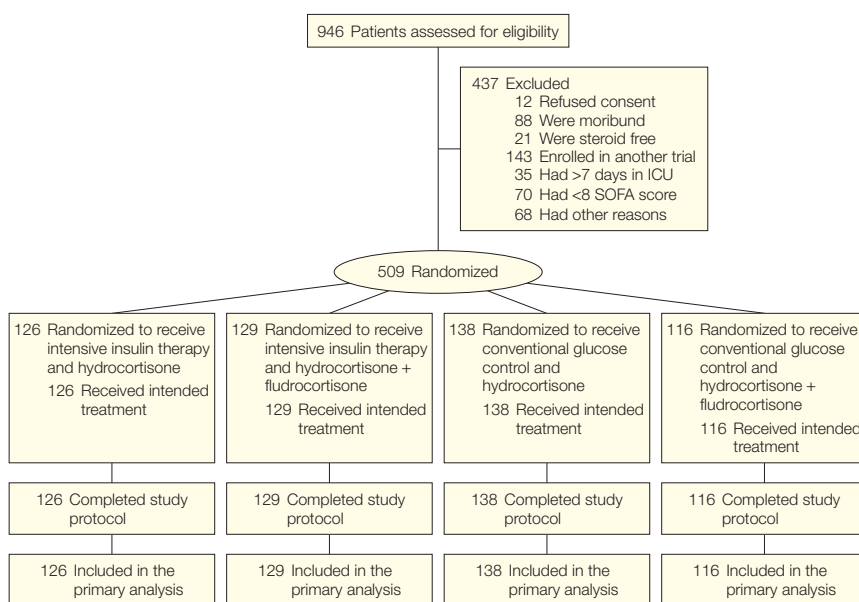 946 Patients assessed for eligibility
437 Excluded
12 Refused consent
88 Were moribund
21 Were steroid free
143 Enrolled in another trial
35 Had >7 days in ICU
70 Had <8 SOFA score
68 Had other reasons
509 Randomized
126 Randomized to receive
intensive insulin therapy
and hydrocortisone
126 Received intended
treatment
129 Randomized to receive
intensive insulin therapy
and hydrocortisone +
fludrocortisone
129 Received intended
treatment
138 Randomized to receive
conventional glucose
control and
hydrocortisone
138 Received intended
treatment
116 Randomized to receive
conventional glucose
control and
hydrocortisone +
fludrocortisone
116 Received intended
treatment
126 Completed study
protocol
129 Completed study
protocol
138 Completed study
protocol
116 Completed study
protocol
126 Included in the
primary analysis
129 Included in the
primary analysis
138 Included in the
primary analysis
116 Included in the
primary analysis